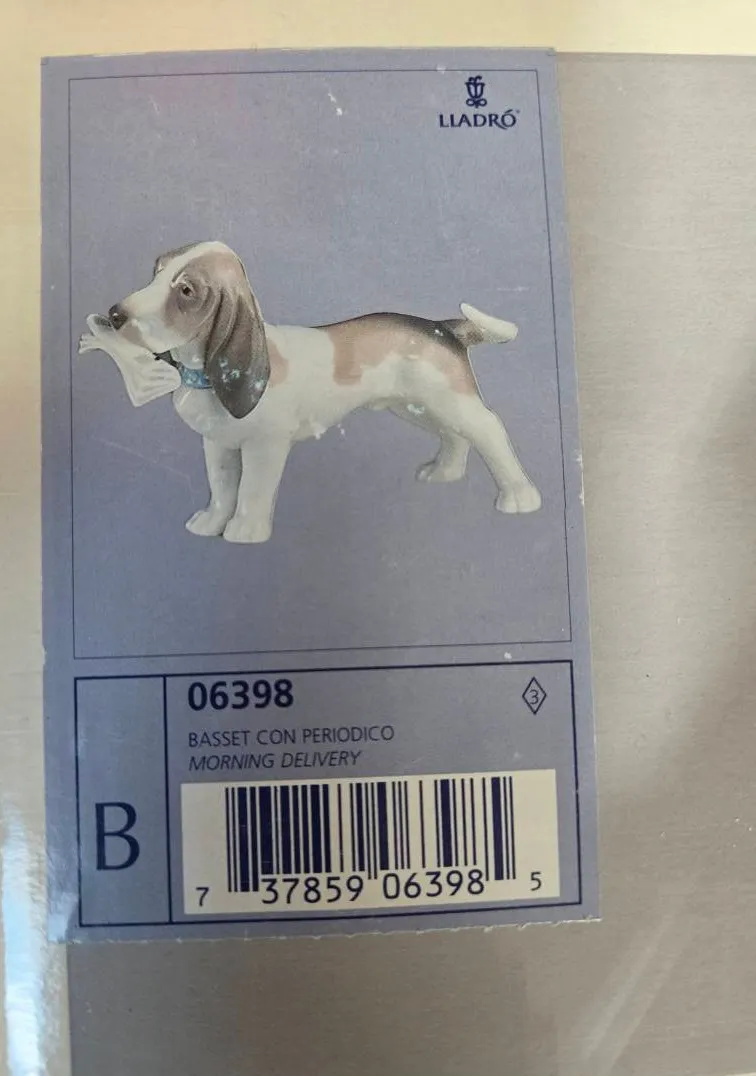 LLADRÓ®
06398
3
BASSET CON PERIODICO
MORNING DELIVERY
B
7 37859 06398 5